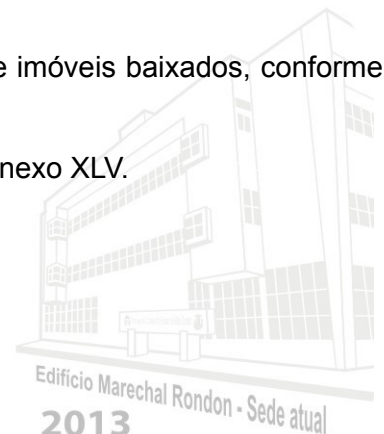 e imóveis baixados, conforme
nexo XLV.
Edifício Marechal Rondon - Sede atual
2013